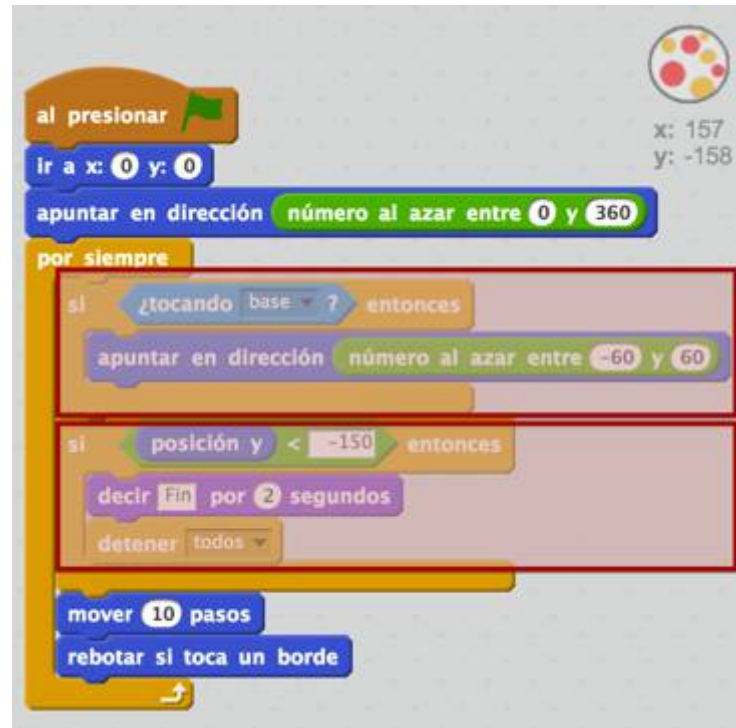 al presionar
x: 157
y: -158
ir a x: 0 y: 0
apuntar en dirección número al azar entre 0 y 360
por siempre
si ¿tocando base ? entonces
apuntar en dirección número al azar entre -60 y 60
si posición y < -150 entonces
decir Fin por 2 segundos
detener todos
mover 10 pasos
rebotar si toca un borde